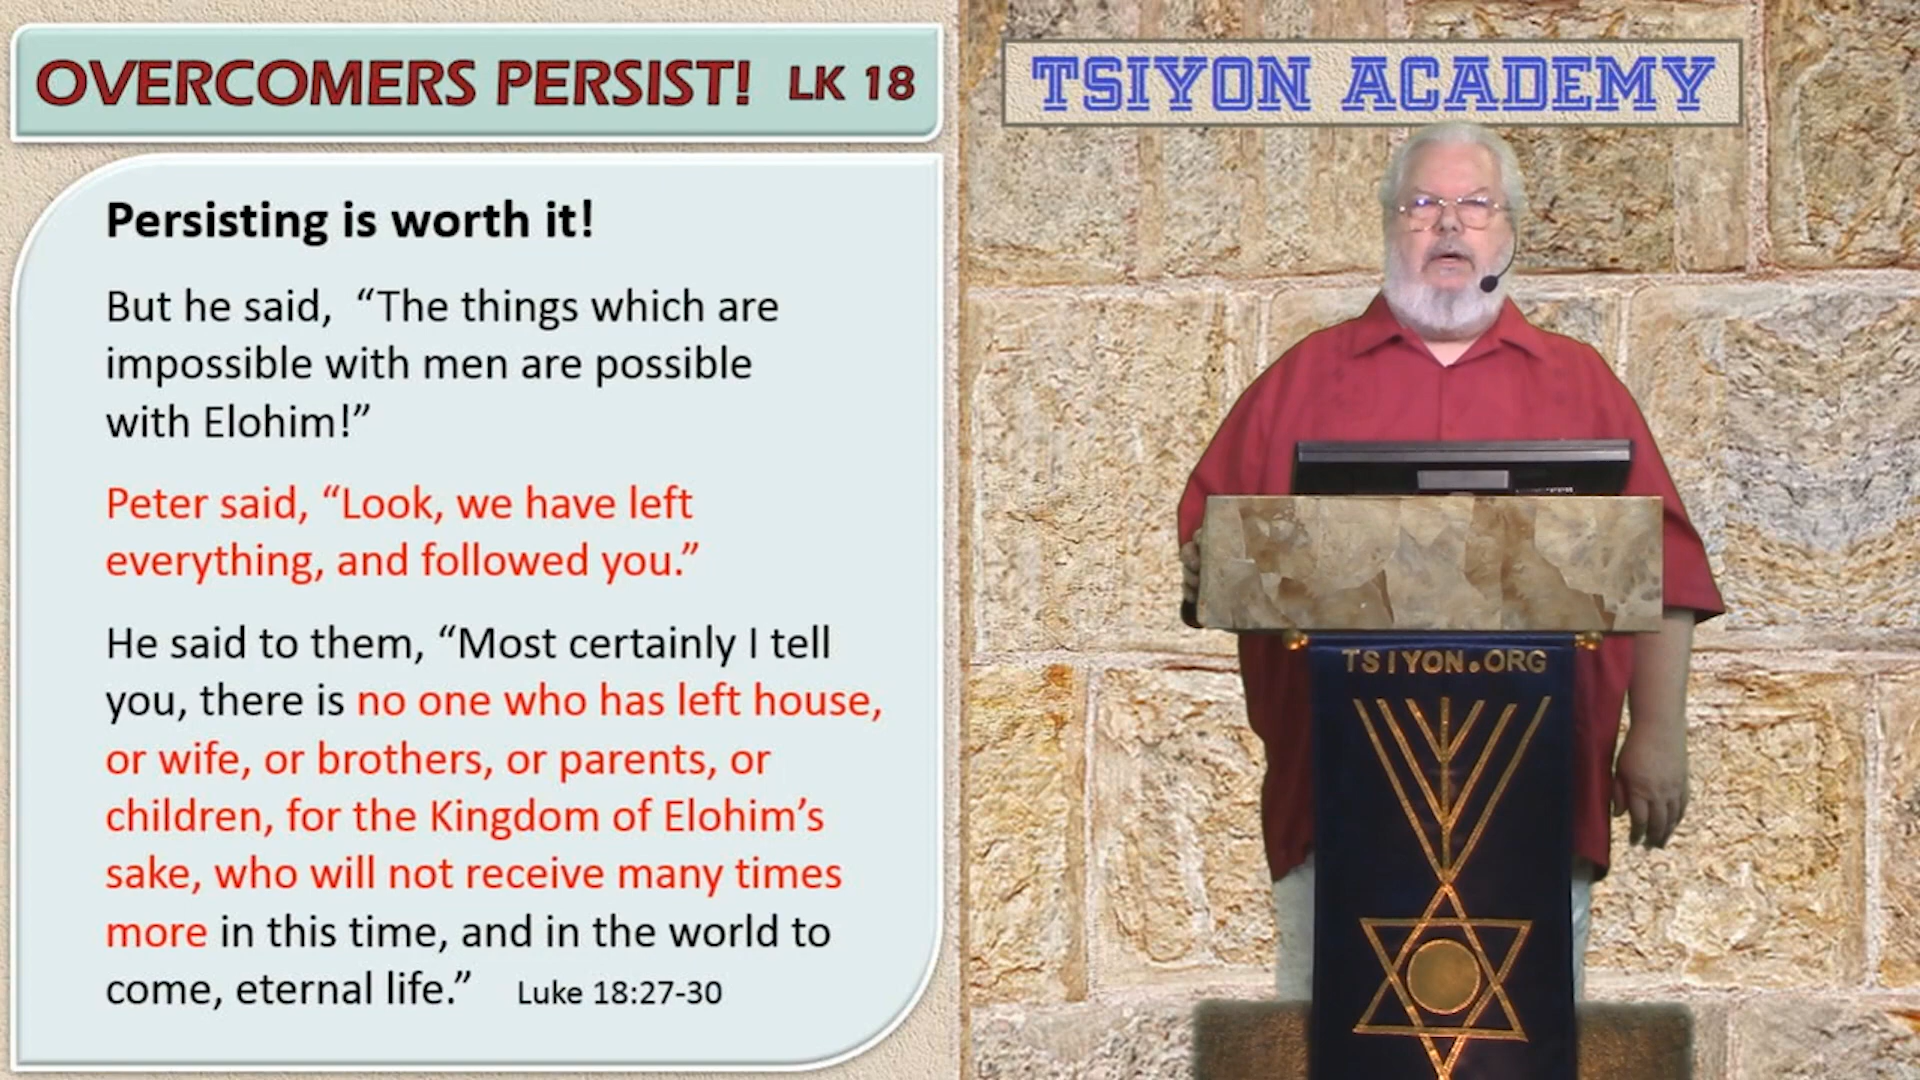 OVERCOMERS PERSIST! LK 18
Persisting is worth it!
But he said, “The things which are
impossible with men are possible
with Elohim!”
Peter said, “Look, we have left
everything, and followed you.”
He said to them, “Most certainly I tell
you, there is no one who has left house,
or wife, or brothers, or parents, or
children, for the Kingdom of Elohim’s
sake, who will not receive many times
more in this time, and in the world to
come, eternal life.” Luke 18:27-30
TSIYON ACADEMY
TSIYON.ORG